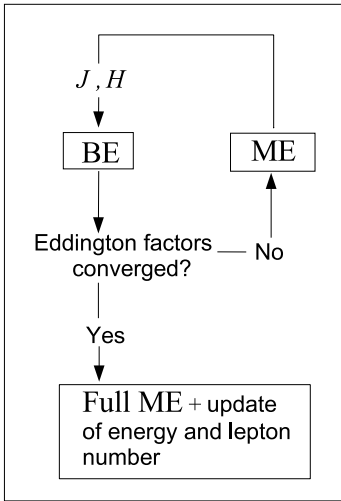 J , H
BE
ME
Eddington factors
converged?
No
Yes
Full ME + update
of energy and lepton
number